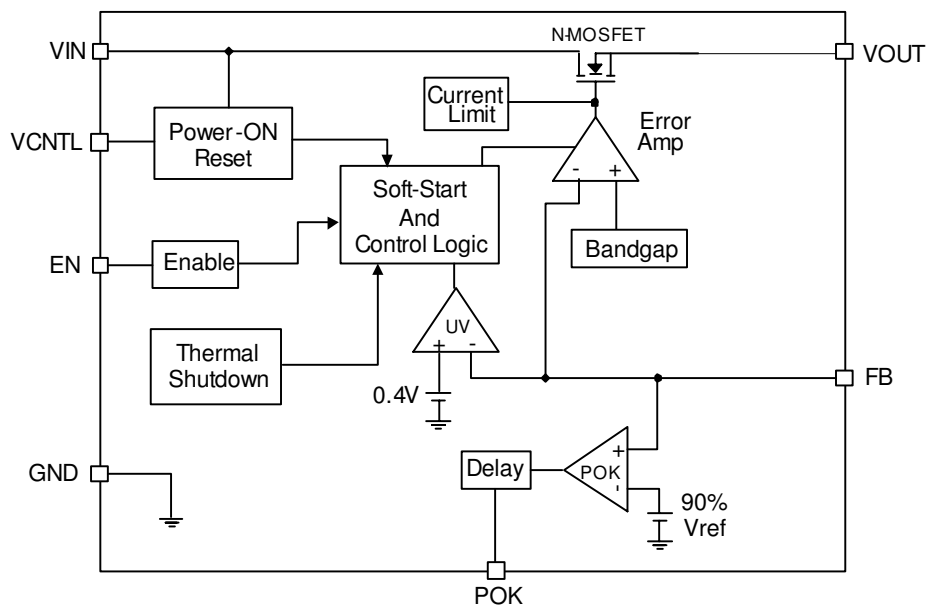 N-MOSFET
VIN
VOUT
Current
Limit
Error
Amp
VCNTL
Power-ON
Reset
- +
Soft-Start
And
Control Logic
Bandgap
EN
Enable
UV
+ -
Thermal
Shutdown
0.4V
FB
GND
Delay
POK
+
-
90%
Vref
POK